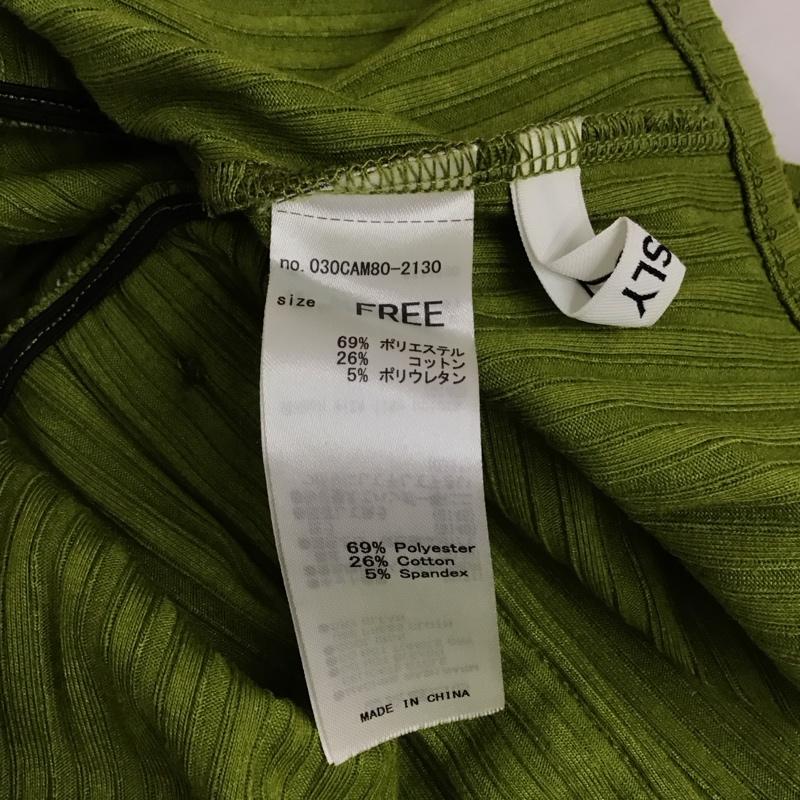 no. 030CAM80-2130
size FREE
69% ポリエステル
26% コットン
5% ポリウレタン
69% Polyester
26% Cotton
5% Spandex
MADE IN CHINA
SLY